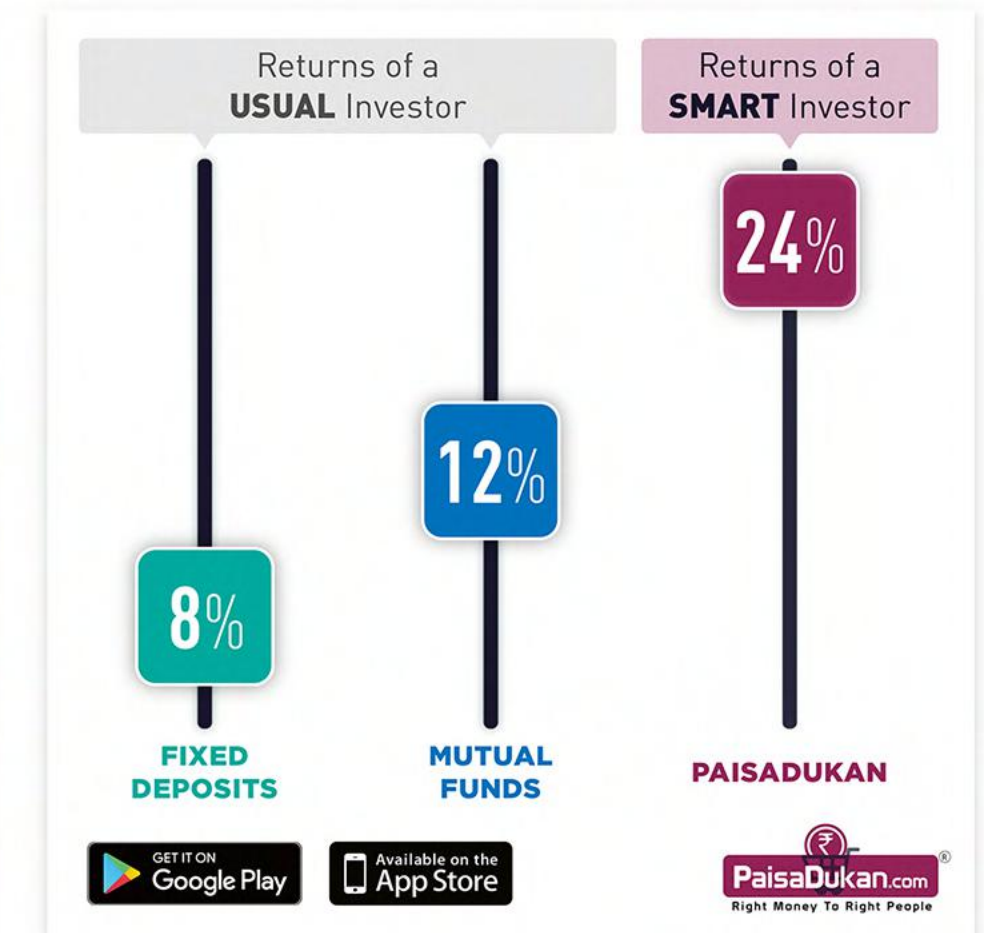 Returns of a
USUAL Investor
Returns of a
SMART Investor
24%
12%
8%
FIXED
DEPOSITS
MUTUAL
FUNDS
PAISADUKAN
GET IT ON
Google Play
Available on the
App Store
₹
PaisaDukan.com
®
Right Money To Right People